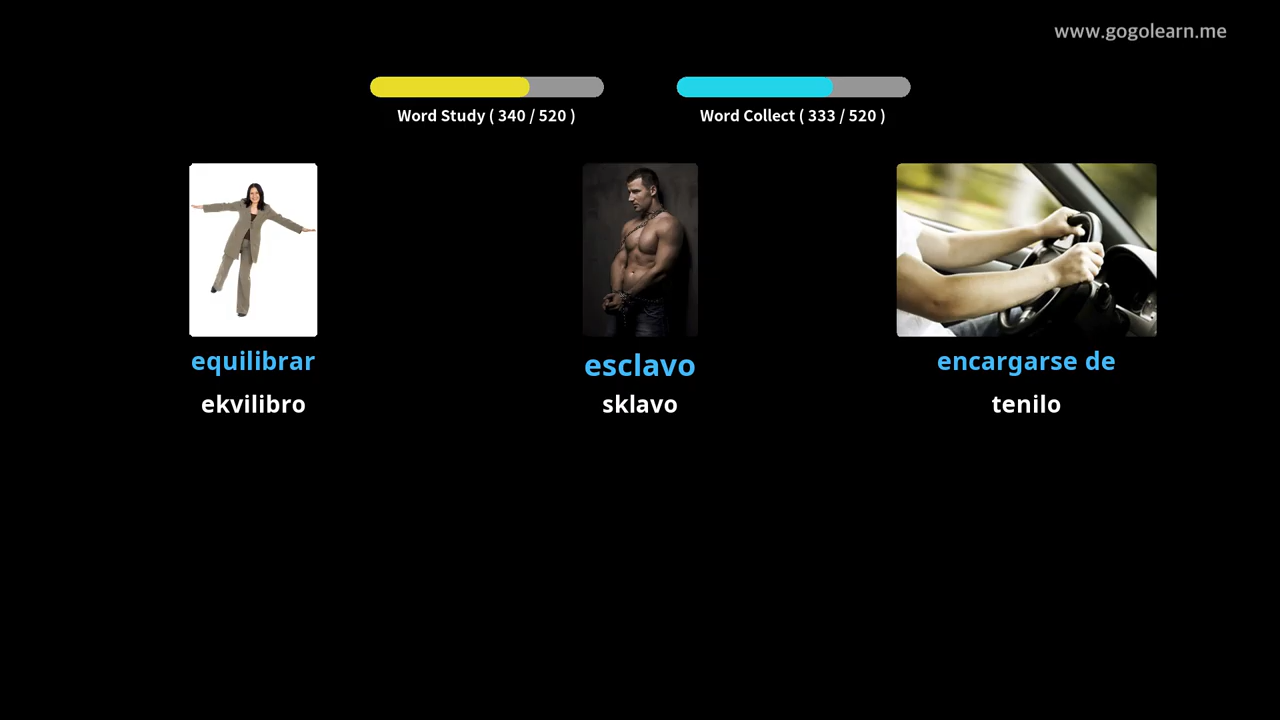 www.gogolearn.me
Word Study ( 340 / 520 )
Word Collect ( 333 / 520 )
equilibrar
esclavo
encargarse de
ekvilibro
sklavo
tenilo